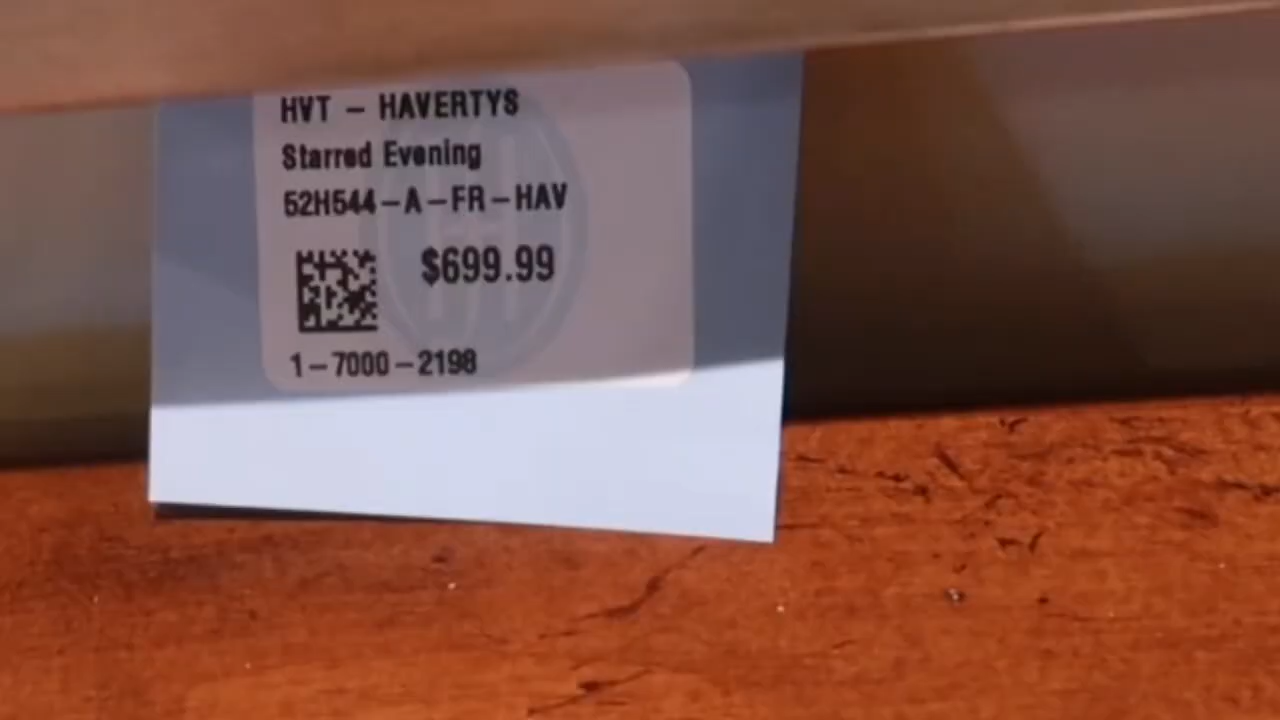 HVT - HAVERTYS
Starred Evening
52H544-A-FR-HAV
$699.99
1-7000-2198